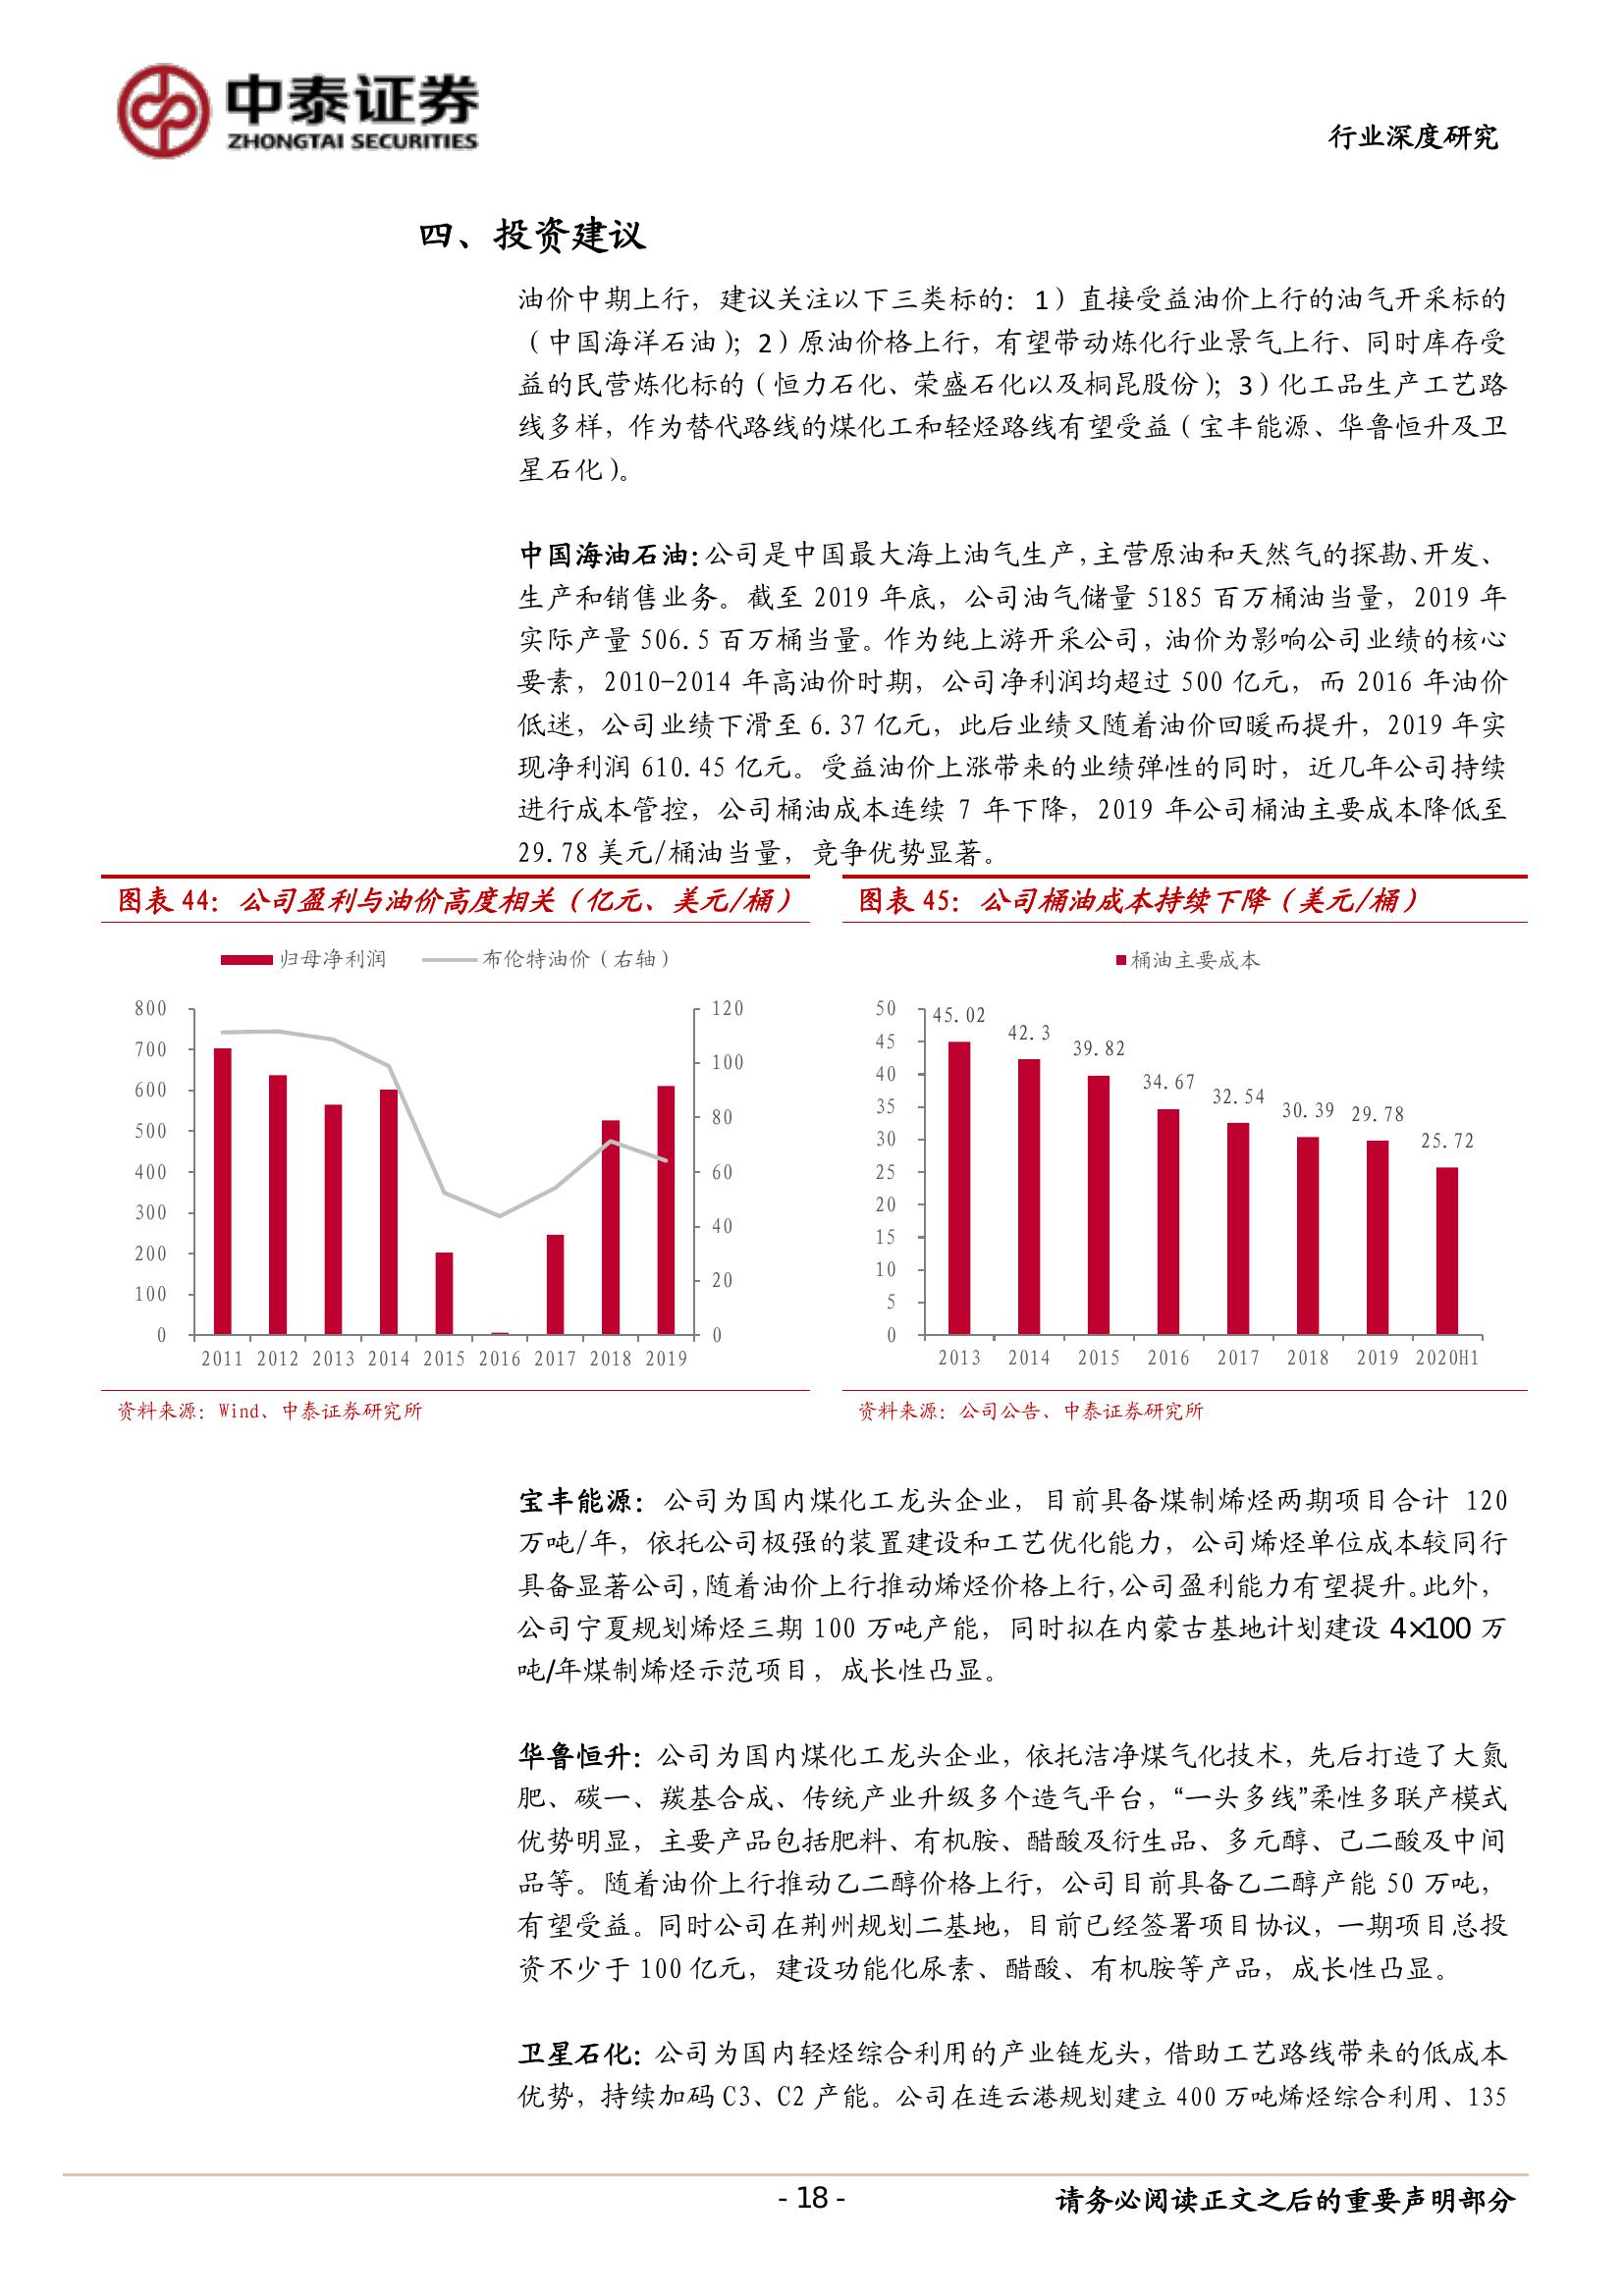 中泰证券
ZHONGTAI SECURITIES
行业深度研究
四、投资建议
油价中期上行，建议关注以下三类标的：1）直接受益油价上行的油气开采标的
（中国海洋石油）；2）原油价格上行，有望带动炼化行业景气上行、同时库存受
益的民营炼化标的（恒力石化、荣盛石化以及桐昆股份）；3）化工品生产工艺路
线多样，作为替代路线的煤化工和轻烃路线有望受益（宝丰能源、华鲁恒升及卫
星石化）。
中国海油石油：公司是中国最大海上油气生产，主营原油和天然气的探勘、开发、
生产和销售业务。截至 2019 年底，公司油气储量 5185 百万桶油当量，2019 年
实际产量 506.5 百万桶当量。作为纯上游开采公司，油价为影响公司业绩的核心
要素，2010-2014 年高油价时期，公司净利润均超过 500 亿元，而 2016 年油价
低迷，公司业绩下滑至 6.37 亿元，此后业绩又随着油价回暖而提升，2019 年实
现净利润 610.45 亿元。受益油价上涨带来的业绩弹性的同时，近几年公司持续
进行成本管控，公司桶油成本连续 7 年下降，2019 年公司桶油主要成本降低至
29.78 美元/桶油当量，竞争优势显著。
图表 44：公司盈利与油价高度相关（亿元、美元/桶）
归母净利润 布伦特油价（右轴）
800
700
600
500
400
300
200
100
0
120
100
80
60
40
20
0
2011 2012 2013 2014 2015 2016 2017 2018 2019
资料来源：Wind、中泰证券研究所
图表 45：公司桶油成本持续下降（美元/桶）
桶油主要成本
50
45
40
35
30
25
20
15
10
5
0
45.02
42.3
39.82
34.67
32.54
30.39
29.78
25.72
2013 2014 2015 2016 2017 2018 2019 2020H1
资料来源：公司公告、中泰证券研究所
宝丰能源：公司为国内煤化工龙头企业，目前具备煤制烯烃两期项目合计 120
万吨/年，依托公司极强的装置建设和工艺优化能力，公司烯烃单位成本较同行
具备显著公司，随着油价上行推动烯烃价格上行，公司盈利能力有望提升。此外，
公司宁夏规划烯烃三期 100 万吨产能，同时拟在内蒙古基地计划建设 4×100 万
吨/年煤制烯烃示范项目，成长性凸显。
华鲁恒升：公司为国内煤化工龙头企业，依托洁净煤气化技术，先后打造了大氮
肥、碳一、羰基合成、传统产业升级多个造气平台，“一头多线”柔性多联产模式
优势明显，主要产品包括肥料、有机胺、醋酸及衍生品、多元醇、己二酸及中间
品等。随着油价上行推动乙二醇价格上行，公司目前具备乙二醇产能 50 万吨，
有望受益。同时公司在荆州规划二基地，目前已经签署项目协议，一期项目总投
资不少于 100 亿元，建设功能化尿素、醋酸、有机胺等产品，成长性凸显。
卫星石化：公司为国内轻烃综合利用的产业链龙头，借助工艺路线带来的低成本
优势，持续加码 C3、C2 产能。公司在连云港规划建立 400 万吨烯烃综合利用、135
- 18 -
请务必阅读正文之后的重要声明部分